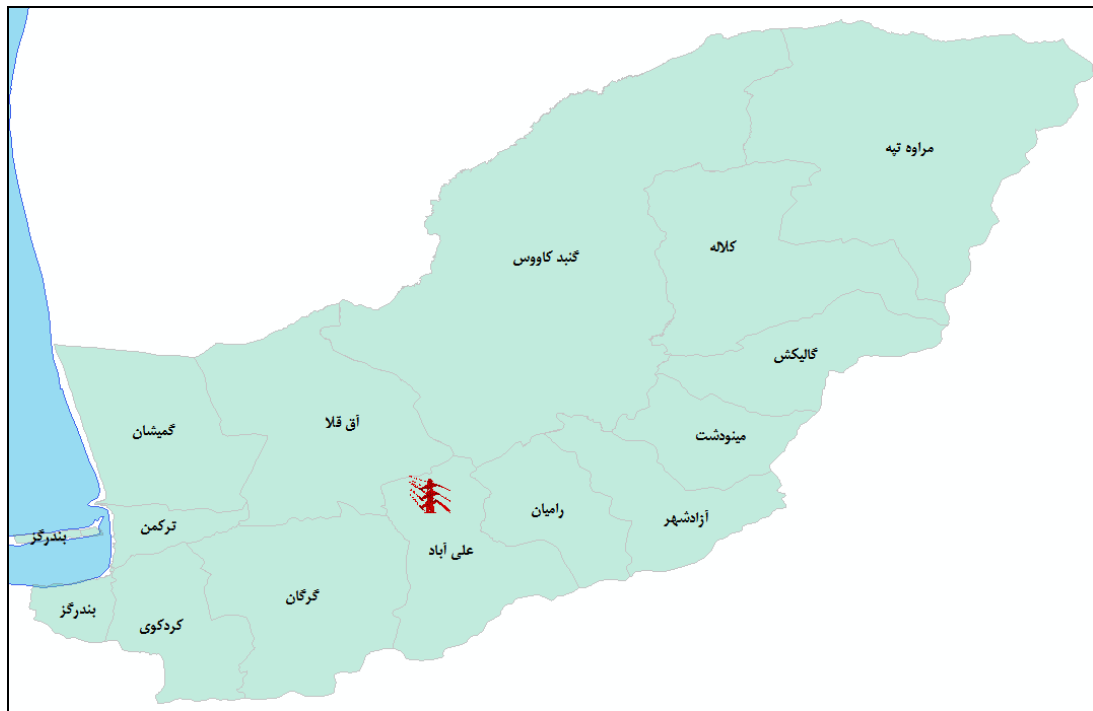 مراوه تپه
کلاله
گنبد کاووس
گالیکش
آق قلا
گمیشان
مینودشت
رامیان
آزادشهر
ترکمن
بندرگز
علی آباد
گرگان
بندرگز
کردکوی